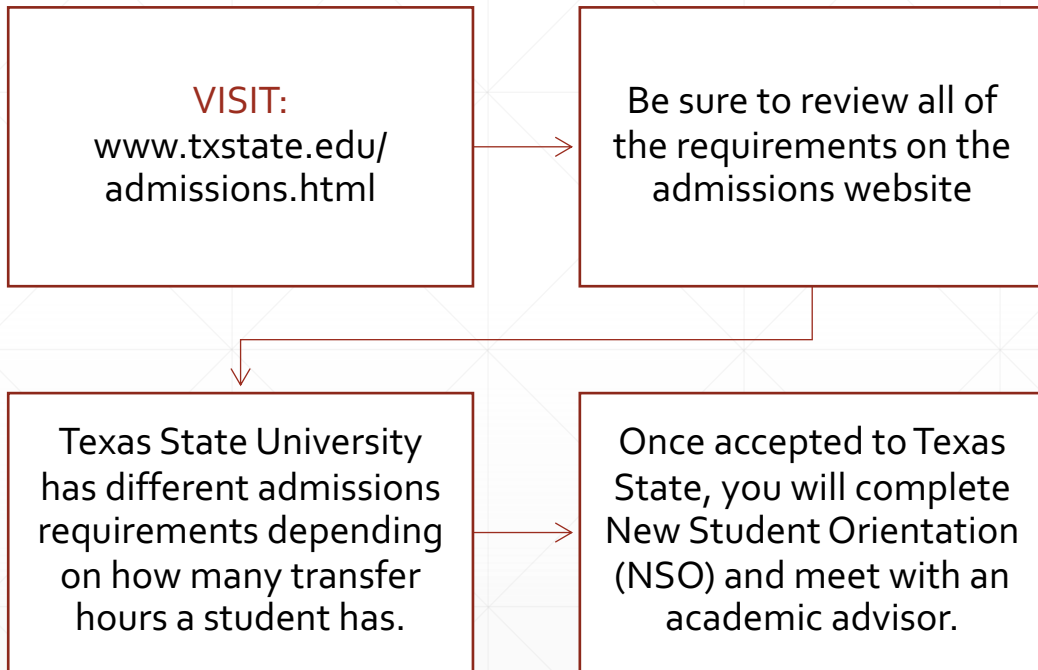 VISIT:
www.txstate.edu/
admissions.html
Be sure to review all of
the requirements on the
admissions website
Texas State University
has different admissions
requirements depending
on how many transfer
hours a student has.
Once accepted to Texas
State, you will complete
New Student Orientation
(NSO) and meet with an
academic advisor.